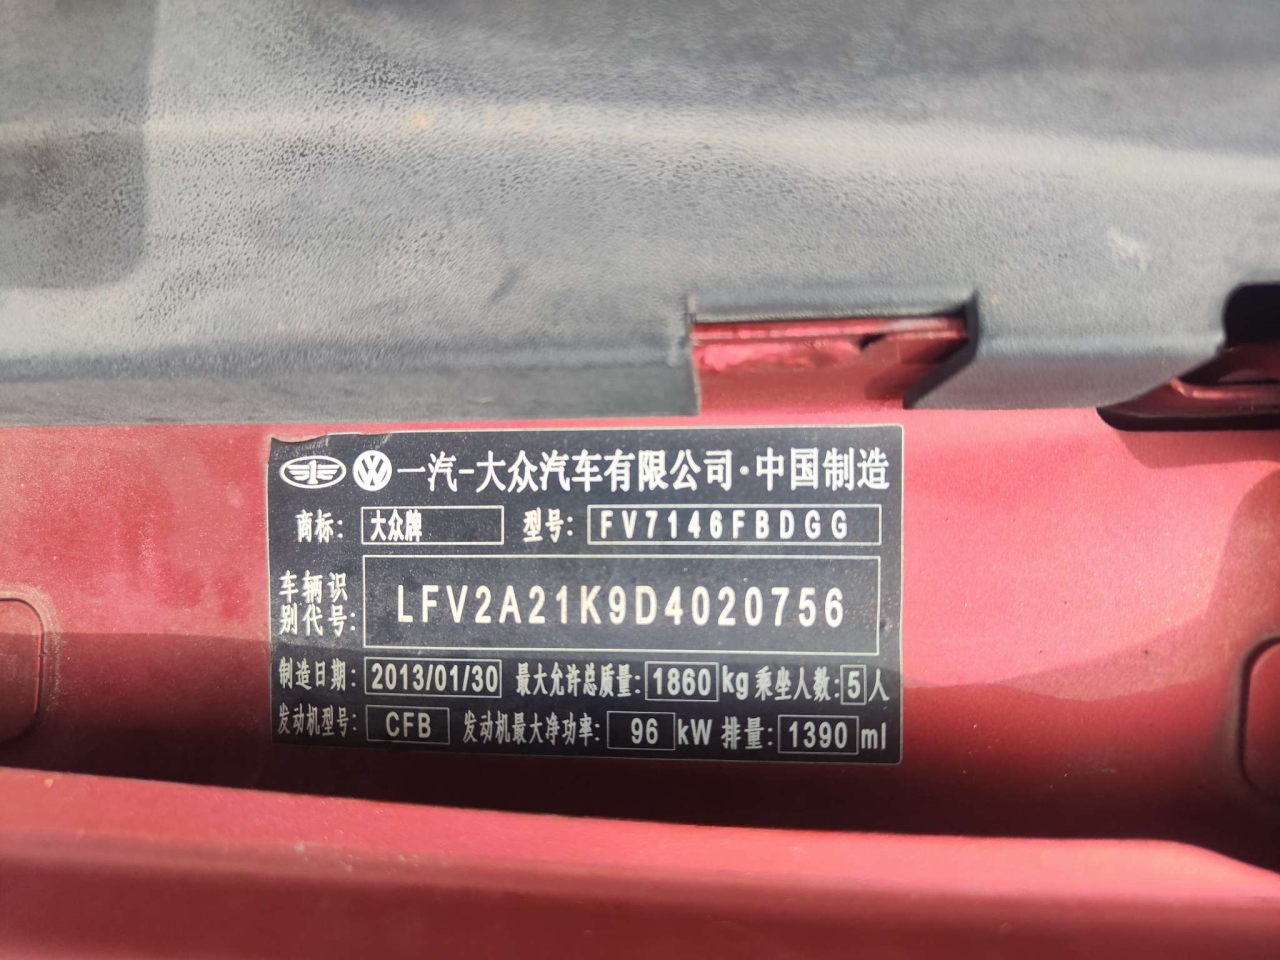 一汽-大众汽车有限公司·中国制造
商标: 大众牌 型号: FV7146FBDGG
车辆识别代号: LFV2A21K9D4020756
制造日期: 2013/01/30 最大允许总质量: 1860 kg 乘坐人数: 5 人
发动机型号: CFB 发动机最大净功率: 96 kW 排量: 1390 ml